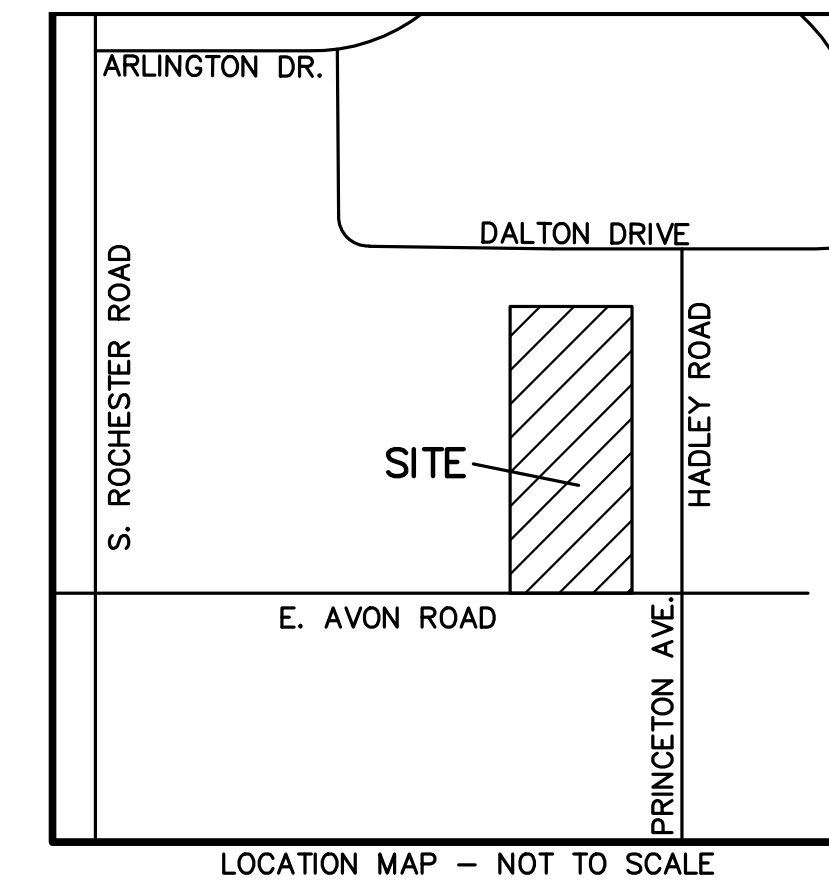 ARLINGTON DR.
DALTON DRIVE
S. ROCHESTER ROAD
HADLEY ROAD
SITE
E. AVON ROAD
PRINCETON AVE.
LOCATION MAP – NOT TO SCALE